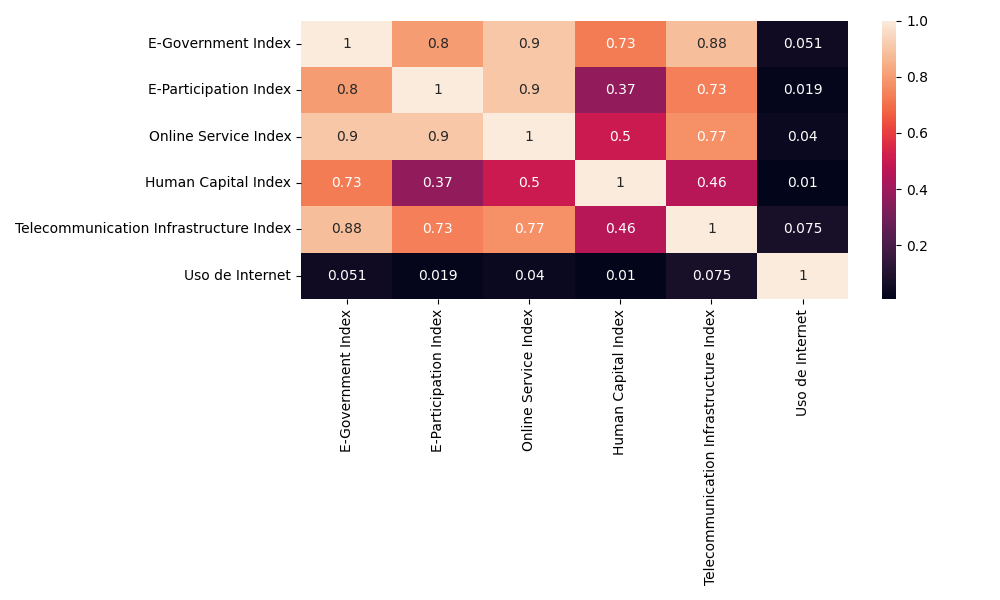 E-Government Index 1 0.8 0.9 0.73 0.88 0.051
E-Participation Index 0.8 1 0.9 0.37 0.73 0.019
Online Service Index 0.9 0.9 1 0.5 0.77 0.04
Human Capital Index 0.73 0.37 0.5 1 0.46 0.01
Telecommunication Infrastructure Index 0.88 0.73 0.77 0.46 1 0.075
Uso de Internet 0.051 0.019 0.04 0.01 0.075 1
E-Government Index
E-Participation Index
Online Service Index
Human Capital Index
Telecommunication Infrastructure Index
Uso de Internet
1.0
0.8
0.6
0.4
0.2